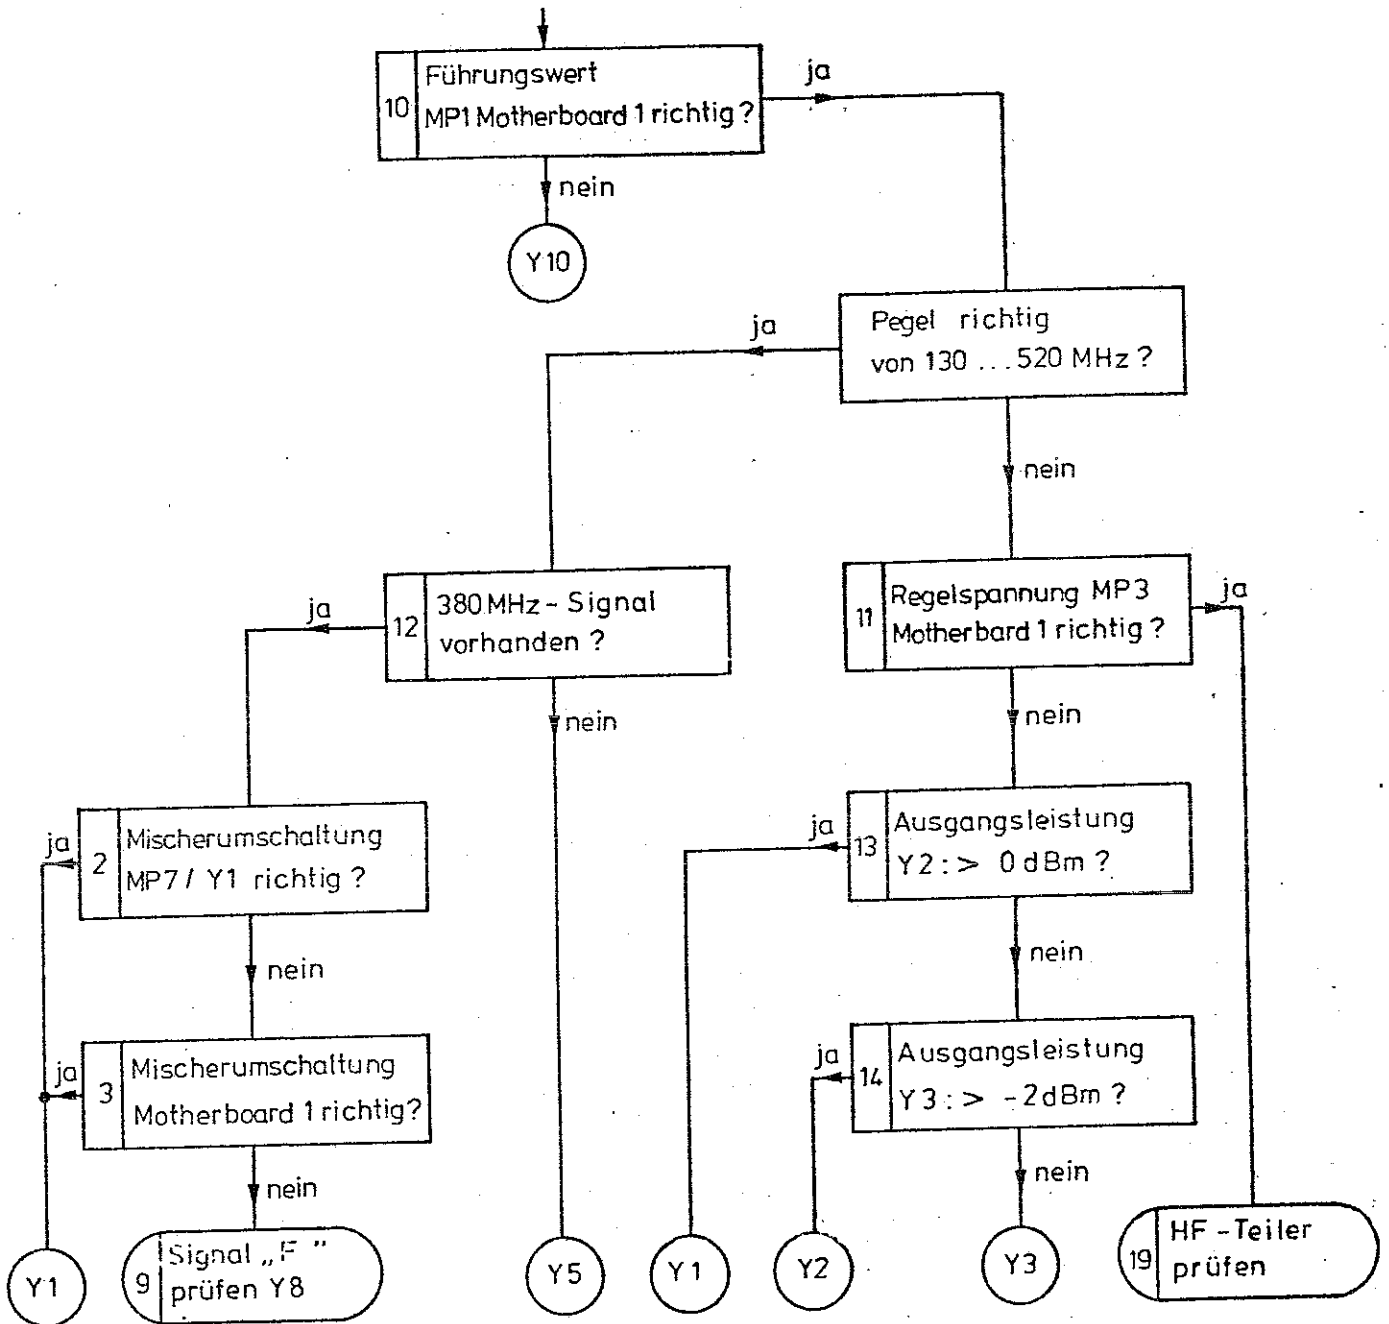 10
Führungswert
MP1 Motherboard 1 richtig ?
ja
nein
Y10
Pegel richtig
von 130 ... 520 MHz ?
ja
nein
12
380 MHz - Signal
vorhanden ?
ja
nein
11
Regelspannung MP3
Motherbard 1 richtig ?
ja
nein
2
Mischerumschaltung
MP7 / Y1 richtig ?
ja
nein
13
Ausgangsleistung
Y2 : > 0 dBm ?
ja
nein
3
Mischerumschaltung
Motherboard 1 richtig?
ja
nein
14
Ausgangsleistung
Y3 : > -2 dBm ?
ja
nein
Y1
9
Signal „F"
prüfen Y8
Y5
Y1
Y2
Y3
19
HF - Teiler
prüfen